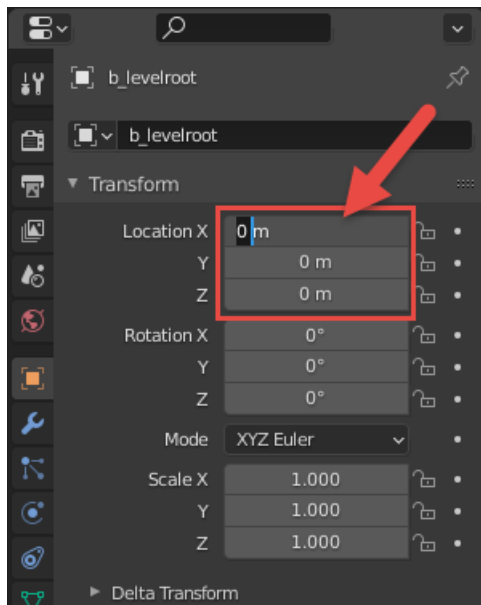 b_levelroot
b_levelroot
Transform
Location X 0 m
Y 0 m
Z 0 m
Rotation X 0°
Y 0°
Z 0°
Mode XYZ Euler
Scale X 1.000
Y 1.000
Z 1.000
Delta Transform